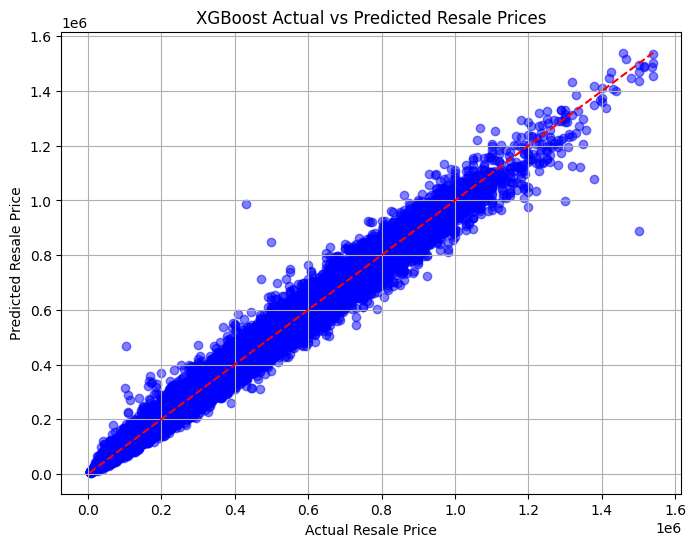 XGBoost Actual vs Predicted Resale Prices
1e6
1.6
1.4
1.2
1.0
0.8
0.6
0.4
0.2
0.0
Predicted Resale Price
0.0 0.2 0.4 0.6 0.8 1.0 1.2 1.4 1.6
1e6
Actual Resale Price